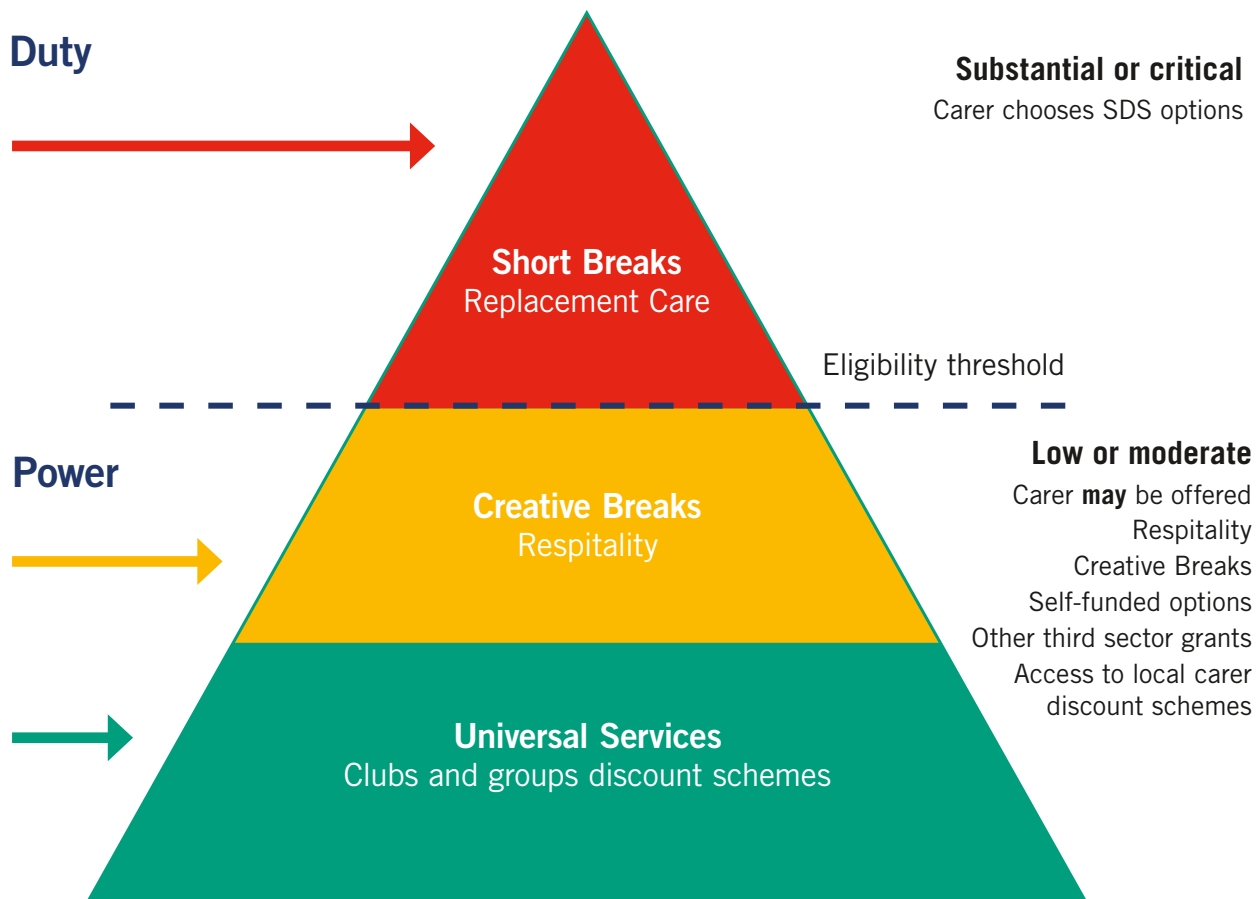 Duty
Substantial or critical
Carer chooses SDS options
Short Breaks
Replacement Care
Eligibility threshold
Power
Low or moderate
Carer may be offered
Respitality
Creative Breaks
Self-funded options
Other third sector grants
Access to local carer
discount schemes
Creative Breaks
Respitality
Universal Services
Clubs and groups discount schemes